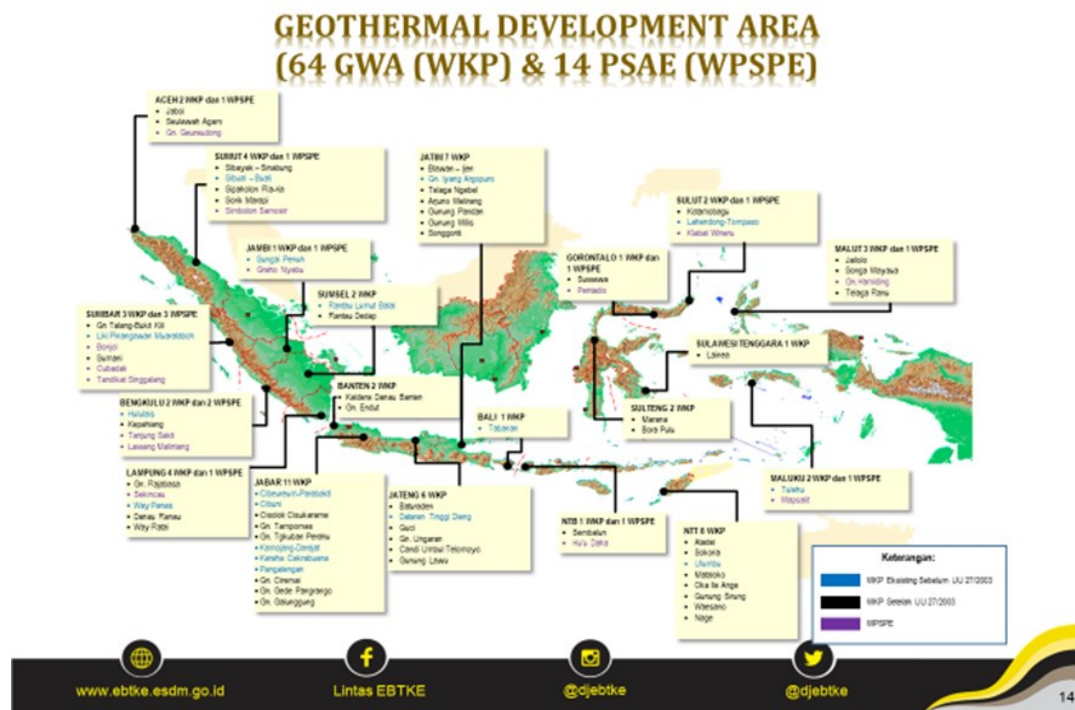 GEOTHERMAL DEVELOPMENT AREA
(64 GWA (WKP) & 14 PSAE (WPSPE)
ACEH 2 WKP dan 1 WPSPE
• Jaboi
• Seulawah Agam
• Gn. Geureudong
SUMUT 4 WKP dan 1 WPSPE
• Sibayak – Sinabung
• Sibual – Buali
• Sipaholon Ria-ria
• Sorik Marapi
• Simbolon Samosir
JAMBI 1 WKP dan 1 WPSPE
• Sungai Penuh
• Graho Nyabu
SUMSEL 2 WKP
• Rantau Dedap
SUMBAR 3 WKP dan 3 WPSPE
• Gn Talang-Bukit Kili
• Liki Pinangawan Muaralaboh
• Bonjol
• Sumani
• Cubadak
• Tandikat Singgalang
BENGKULU 2 WKP dan 2 WPSPE
• Hululais
• Kepahiang
• Tanjung Sakti
• Lawang Malintang
LAMPUNG 4 WKP dan 1 WPSPE
• Gn. Rajabasa
• Sekincau
• Way Panas
• Danau Ranau
• Way Ratai
BANTEN 2 WKP
• Kaldera Danau Banten
• Gn. Endut
JABAR 11 WKP
• Cibeureum-Parabakti
• Cibuni
• Cisolok Cisukarame
• Gn. Tampomas
• Gn. Tgkuban Perahu
• Kamojang-Darajat
• Karaha Cakrabuana
• Pangalengan
• Gn. Ciremai
• Gn. Gede Pangrango
• Gn. Galunggung
JATENG 6 WKP
• Baturaden
• Dataran Tinggi Dieng
• Guci
• Gn. Ungaran
• Candi Umbul Telomoyo
• Gunung Lawu
JATIM 7 WKP
• Blawan – Ijen
• Gn. Iyang Argopuro
• Telaga Ngebel
• Arjuno Welirang
• Gunung Pandan
• Gunung Wilis
• Songgoriti
BALI 1 WKP
• Tabanan
NTB 1 WKP dan 1 WPSPE
• Sembalun
• Hu'u Daha
NTT 8 WKP
• Atadei
• Sokoria
• Ulumbu
• Mataloko
• Oka Ile Ange
• Gunung Sirung
• Waesano
• Nage
GORONTALO 1 WKP dan
1 WPSPE
• Suwawa
• Pentadio
SULUT 2 WKP dan 1 WPSPE
• Kotamobagu
• Lahendong-Tompaso
• Klabat Wineru
SULTENG 2 WKP
• Marana
• Bora Pulu
SULAWESI TENGGARA 1 WKP
• Lainea
MALUT 3 WKP dan 1 WPSPE
• Jailolo
• Songa Wayaua
• Gn. Hamiding
• Telaga Ranu
MALUKU 2 WKP dan 1 WPSPE
• Tulehu
Keterangan:
WKP Eksisting Sebelum UU 27/2003
WKP Setelah UU 27/2003
WPSPE
www.ebtke.esdm.go.id
Lintas EBTKE
@djebtke
@djebtke
14